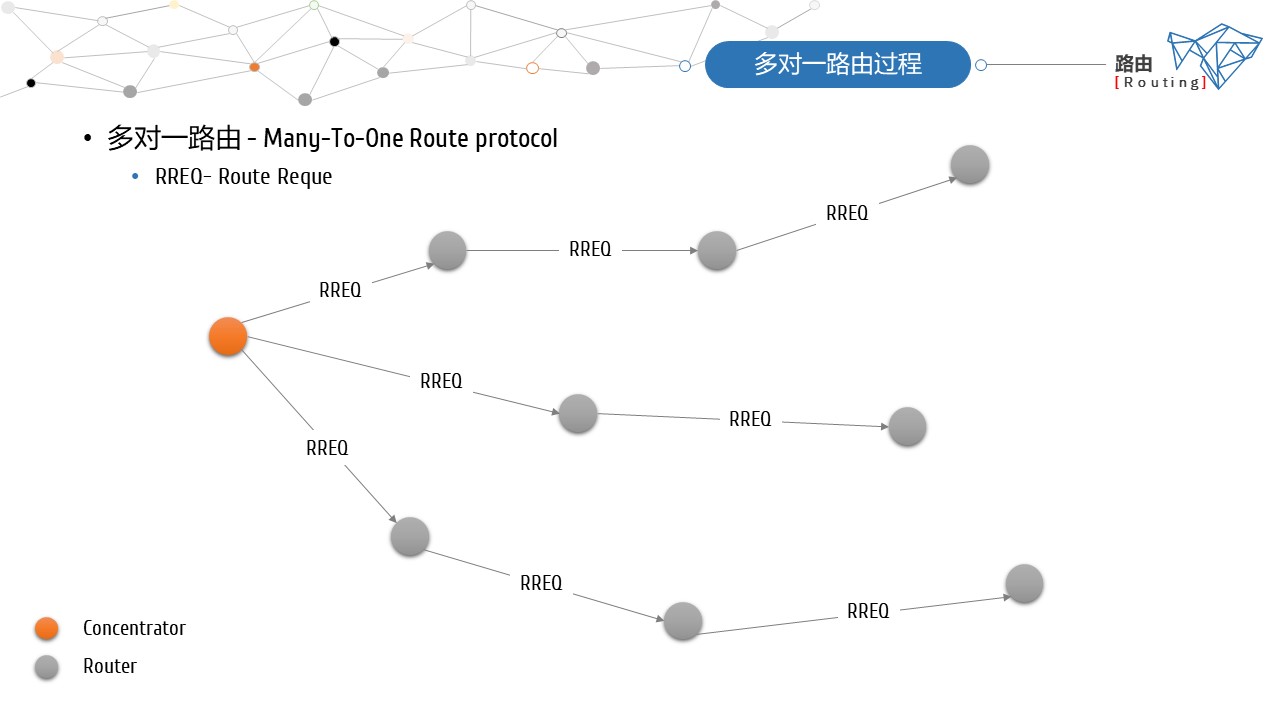 多对一路由过程
路由
[Routing]
• 多对一路由 - Many-To-One Route protocol
• RREQ- Route Reque
RREQ
RREQ
RREQ
RREQ
RREQ
RREQ
RREQ
RREQ
Concentrator
Router